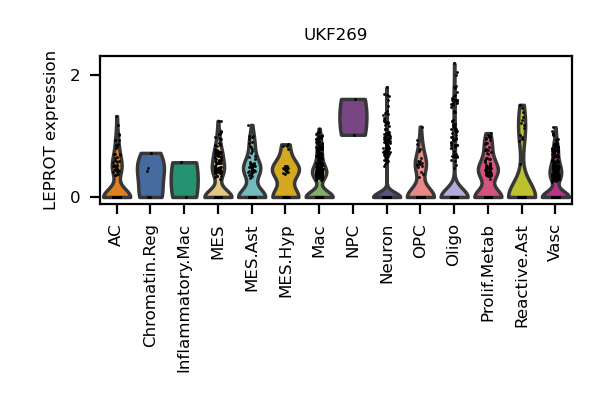 UKF269
LEPROT expression
2
0
AC
Chromatin.Reg
Inflammatory.Mac
MES
MES.Ast
MES.Hyp
Mac
NPC
Neuron
OPC
Oligo
Prolif.Metab
Reactive.Ast
Vasc